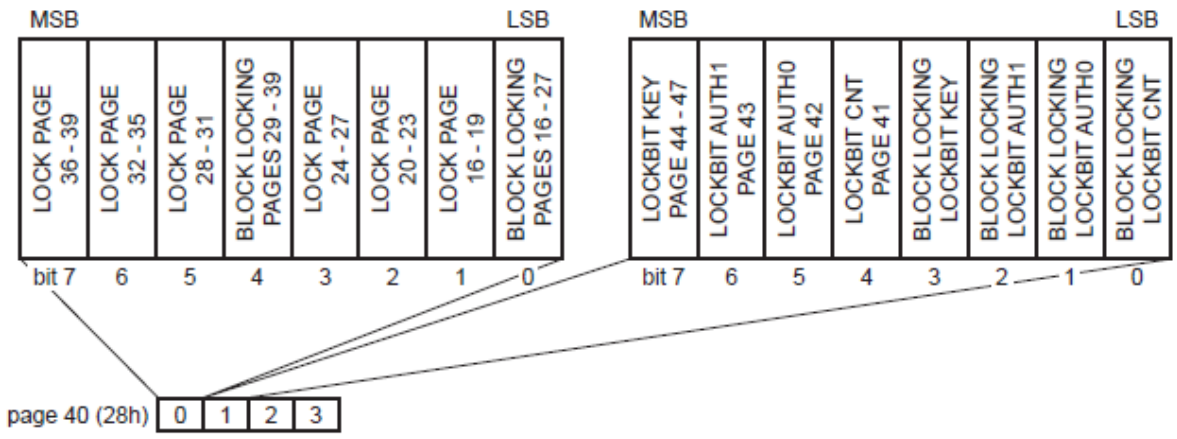 MSB LSB
LOCK PAGE
36 - 39
LOCK PAGE
32 - 35
LOCK PAGE
28 - 31
BLOCK LOCKING
PAGES 29 - 39
LOCK PAGE
24 - 27
LOCK PAGE
20 - 23
LOCK PAGE
16 - 19
BLOCK LOCKING
PAGES 16 - 27
bit 7 6 5 4 3 2 1 0
MSB LSB
LOCKBIT KEY
PAGE 44 - 47
LOCKBIT AUTH1
PAGE 43
LOCKBIT AUTH0
PAGE 42
LOCKBIT CNT
PAGE 41
BLOCK LOCKING
LOCKBIT KEY
BLOCK LOCKING
LOCKBIT AUTH1
BLOCK LOCKING
LOCKBIT AUTH0
BLOCK LOCKING
LOCKBIT CNT
bit 7 6 5 4 3 2 1 0
page 40 (28h) 0 1 2 3